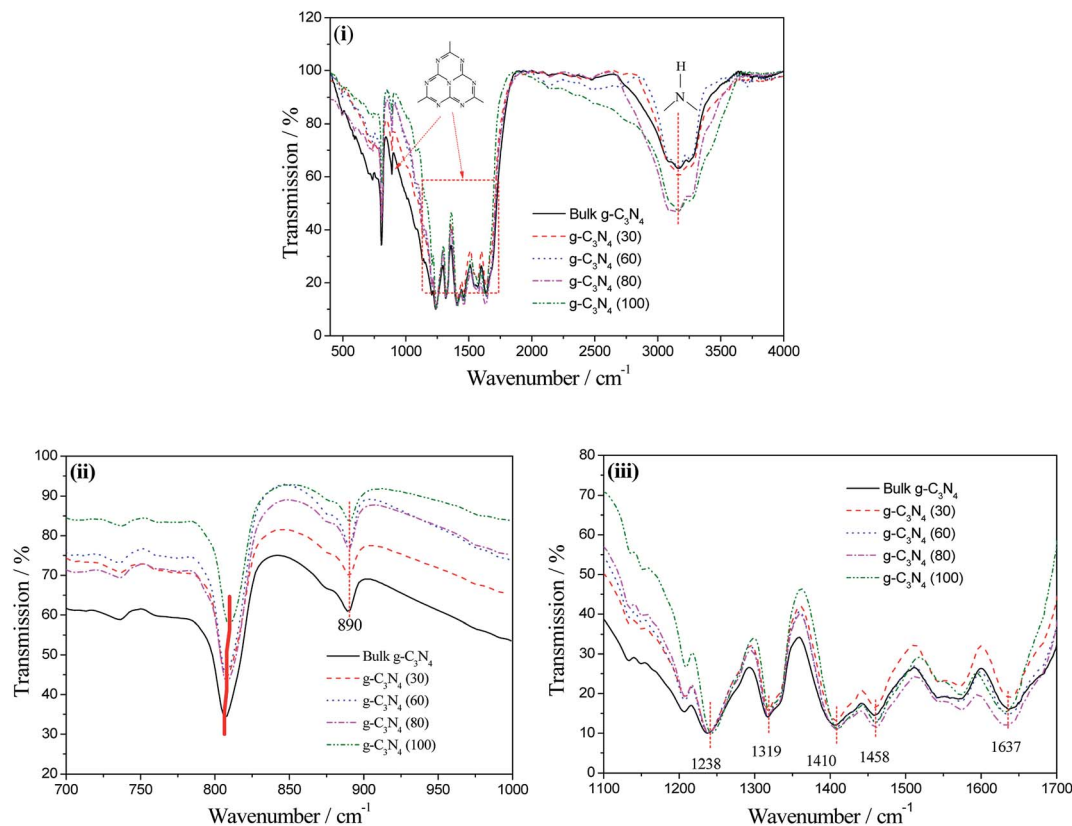 (i)
120
100
80
60
40
20
0
Transmission / %
N
N
N
N
N
N
N
H
N
Bulk g-C₃N₄
g-C₃N₄ (30)
g-C₃N₄ (60)
g-C₃N₄ (80)
g-C₃N₄ (100)
500 1000 1500 2000 2500 3000 3500 4000
Wavenumber / cm⁻¹
(ii)
100
90
80
70
60
50
40
30
20
Transmission / %
890
Bulk g-C₃N₄
g-C₃N₄ (30)
g-C₃N₄ (60)
g-C₃N₄ (80)
g-C₃N₄ (100)
700 750 800 850 900 950 1000
Wavenumber / cm⁻¹
(iii)
80
70
60
50
40
30
20
10
0
Transmission / %
Bulk g-C₃N₄
g-C₃N₄ (30)
g-C₃N₄ (60)
g-C₃N₄ (80)
g-C₃N₄ (100)
1238 1319 1410 1458 1637
1100 1200 1300 1400 1500 1600 1700
Wavenumber / cm⁻¹